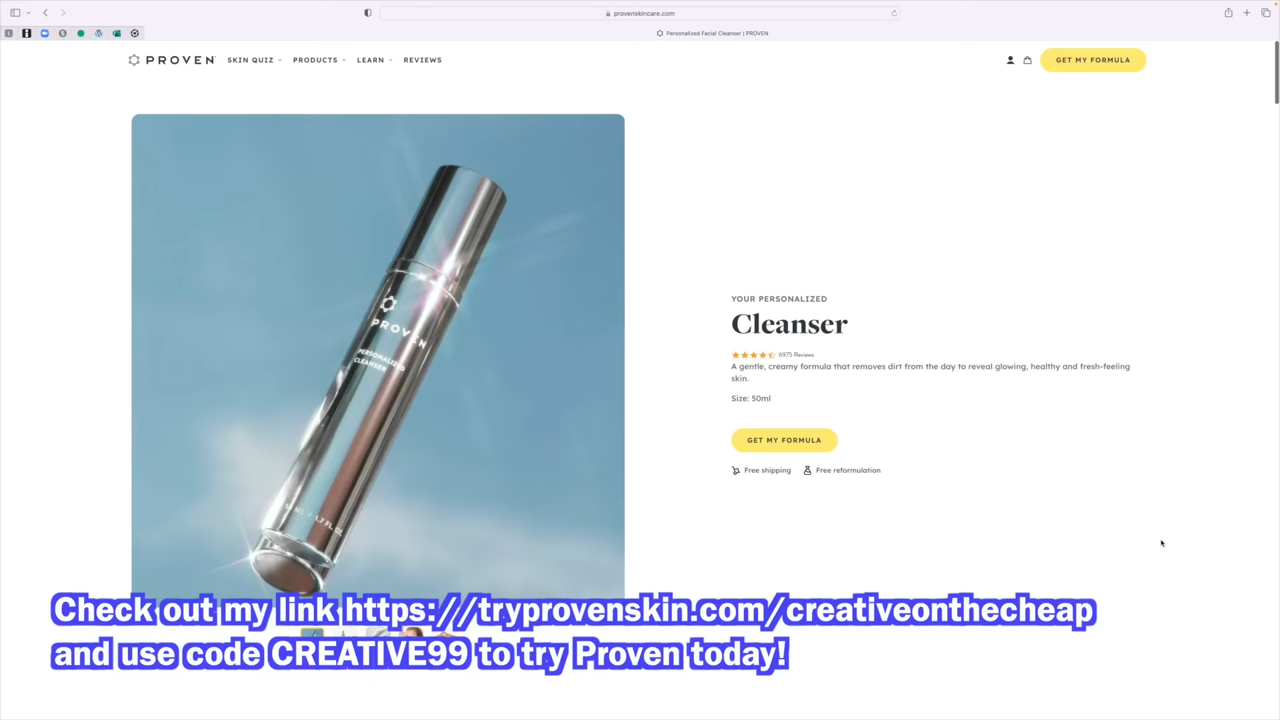 provenskincare.com
Personalized Facial Cleanser | PROVEN
PROVEN
SKIN QUIZ
PRODUCTS
LEARN
REVIEWS
GET MY FORMULA
PROVEN
PERSONALIZED
CLEANSER
YOUR PERSONALIZED
Cleanser
6975 Reviews
A gentle, creamy formula that removes dirt from the day to reveal glowing, healthy and fresh-feeling
skin.
Size: 50ml
GET MY FORMULA
Free shipping
Free reformulation
Check out my link https://tryprovenskin.com/creativeonthecheap
and use code CREATIVE99 to try Proven today!